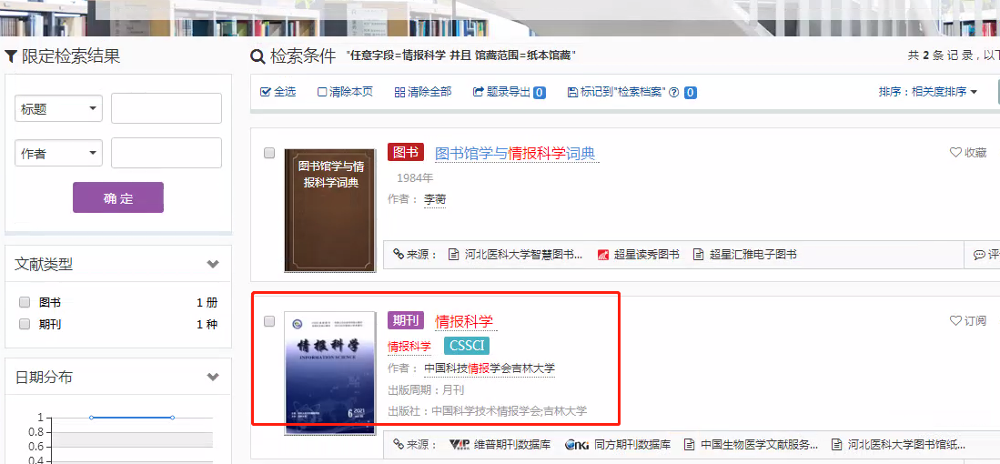 限定检索结果
检索条件 "任意字段=情报科学 并且 馆藏范围=纸本馆藏"
共 2 条 记 录，以下
标题
作者
确 定
全选 清除本页 清除全部 题录导出 0 标记到"检索档案" ? 0
排序：相关度排序
图书馆学与情
报科学词典
图书 图书馆学与情报科学词典
收藏
1984年
作者： 李菊
来源： 河北医科大学智慧图书... 超星读秀图书 超星汇雅电子图书
评
文献类型
图书 1 册
期刊 1 种
日期分布
1
0.8
0.6
情报科学
INFORMATION SCIENCE
6 2021
期刊 情报科学
订阅
情报科学 CSSCI
作者： 中国科技情报学会吉林大学
出版周期：月刊
出版社：中国科学技术情报学会;吉林大学
来源： VIP 维普期刊数据库 cnki 同方期刊数据库 中国生物医学文献服务... 河北医科大学图书馆纸...